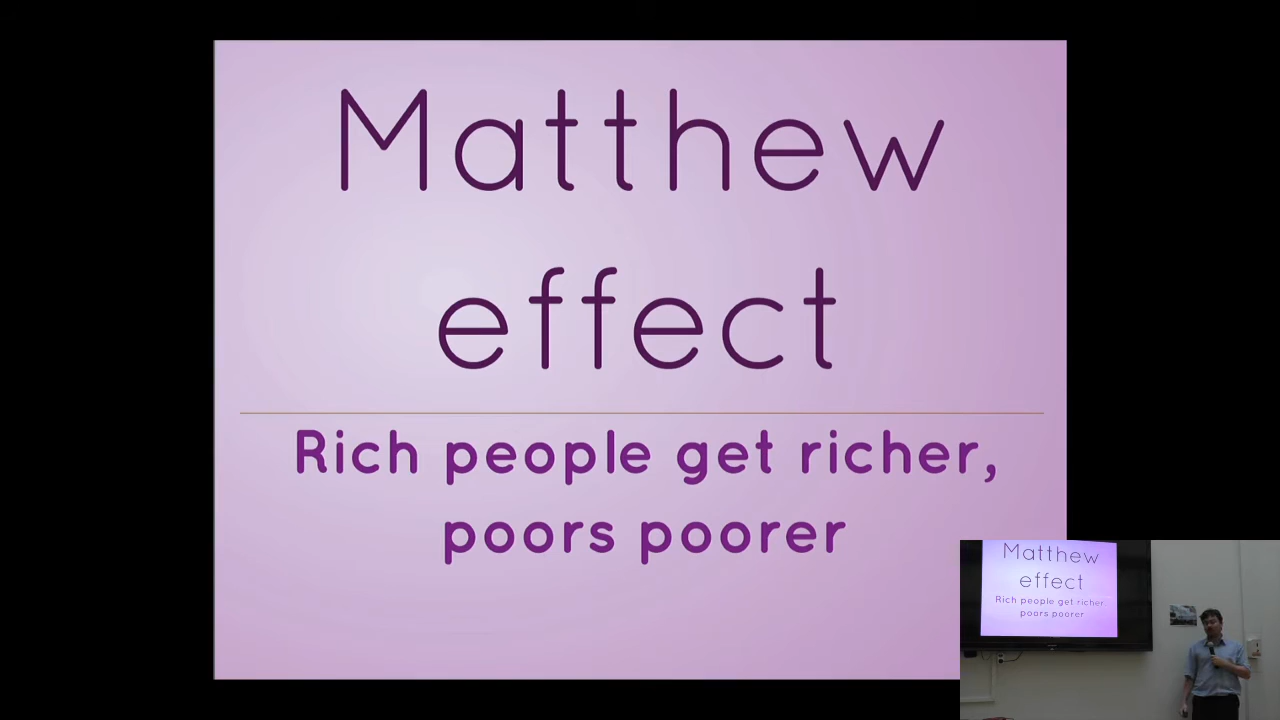 Matthew
effect
Rich people get richer,
poors poorer
Matthew
effect
Rich people get richer,
poors poorer